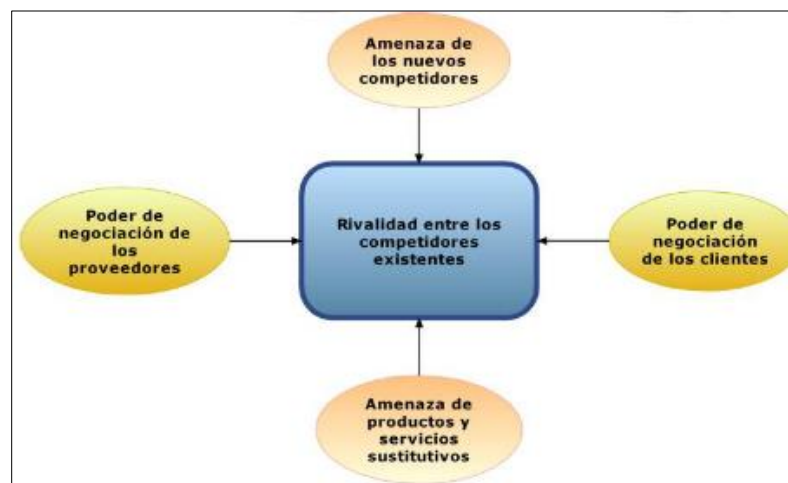 Amenaza de
los nuevos
competidores
Poder de
negociación de
los
proveedores
Rivalidad entre los
competidores
existentes
Poder de
negociación
de los clientes
Amenaza de
productos y
servicios
sustitutivos